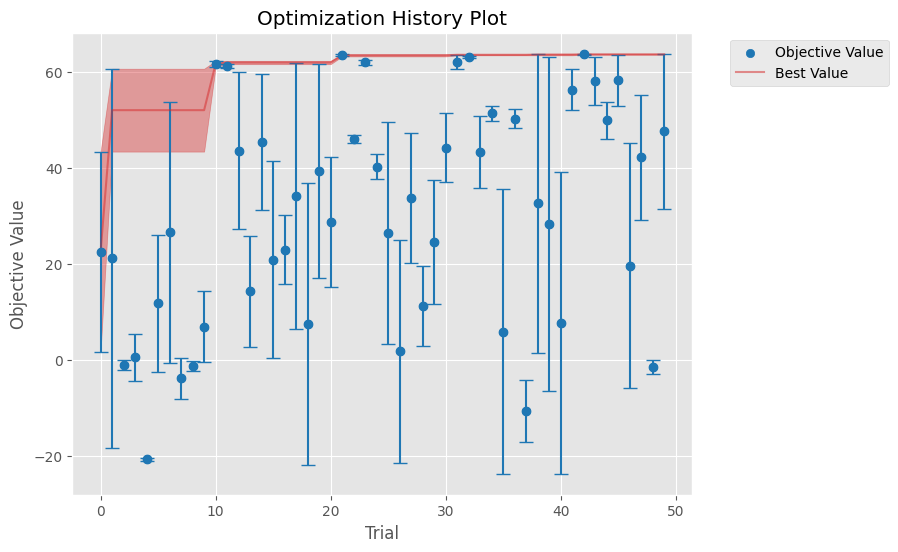 Optimization History Plot
Objective Value
Best Value
Objective Value
60
40
20
0
−20
0 10 20 30 40 50
Trial